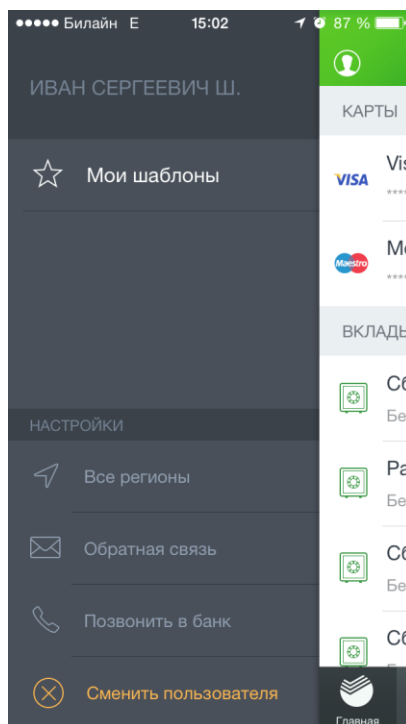 Билайн E 15:02 87 %
ИВАН СЕРГЕЕВИЧ Ш.
КАРТЫ
Мои шаблоны
VISA
Maestro
ВКЛАДЫ
НАСТРОЙКИ
Все регионы
Обратная связь
Позвонить в банк
Сменить пользователя
Главная